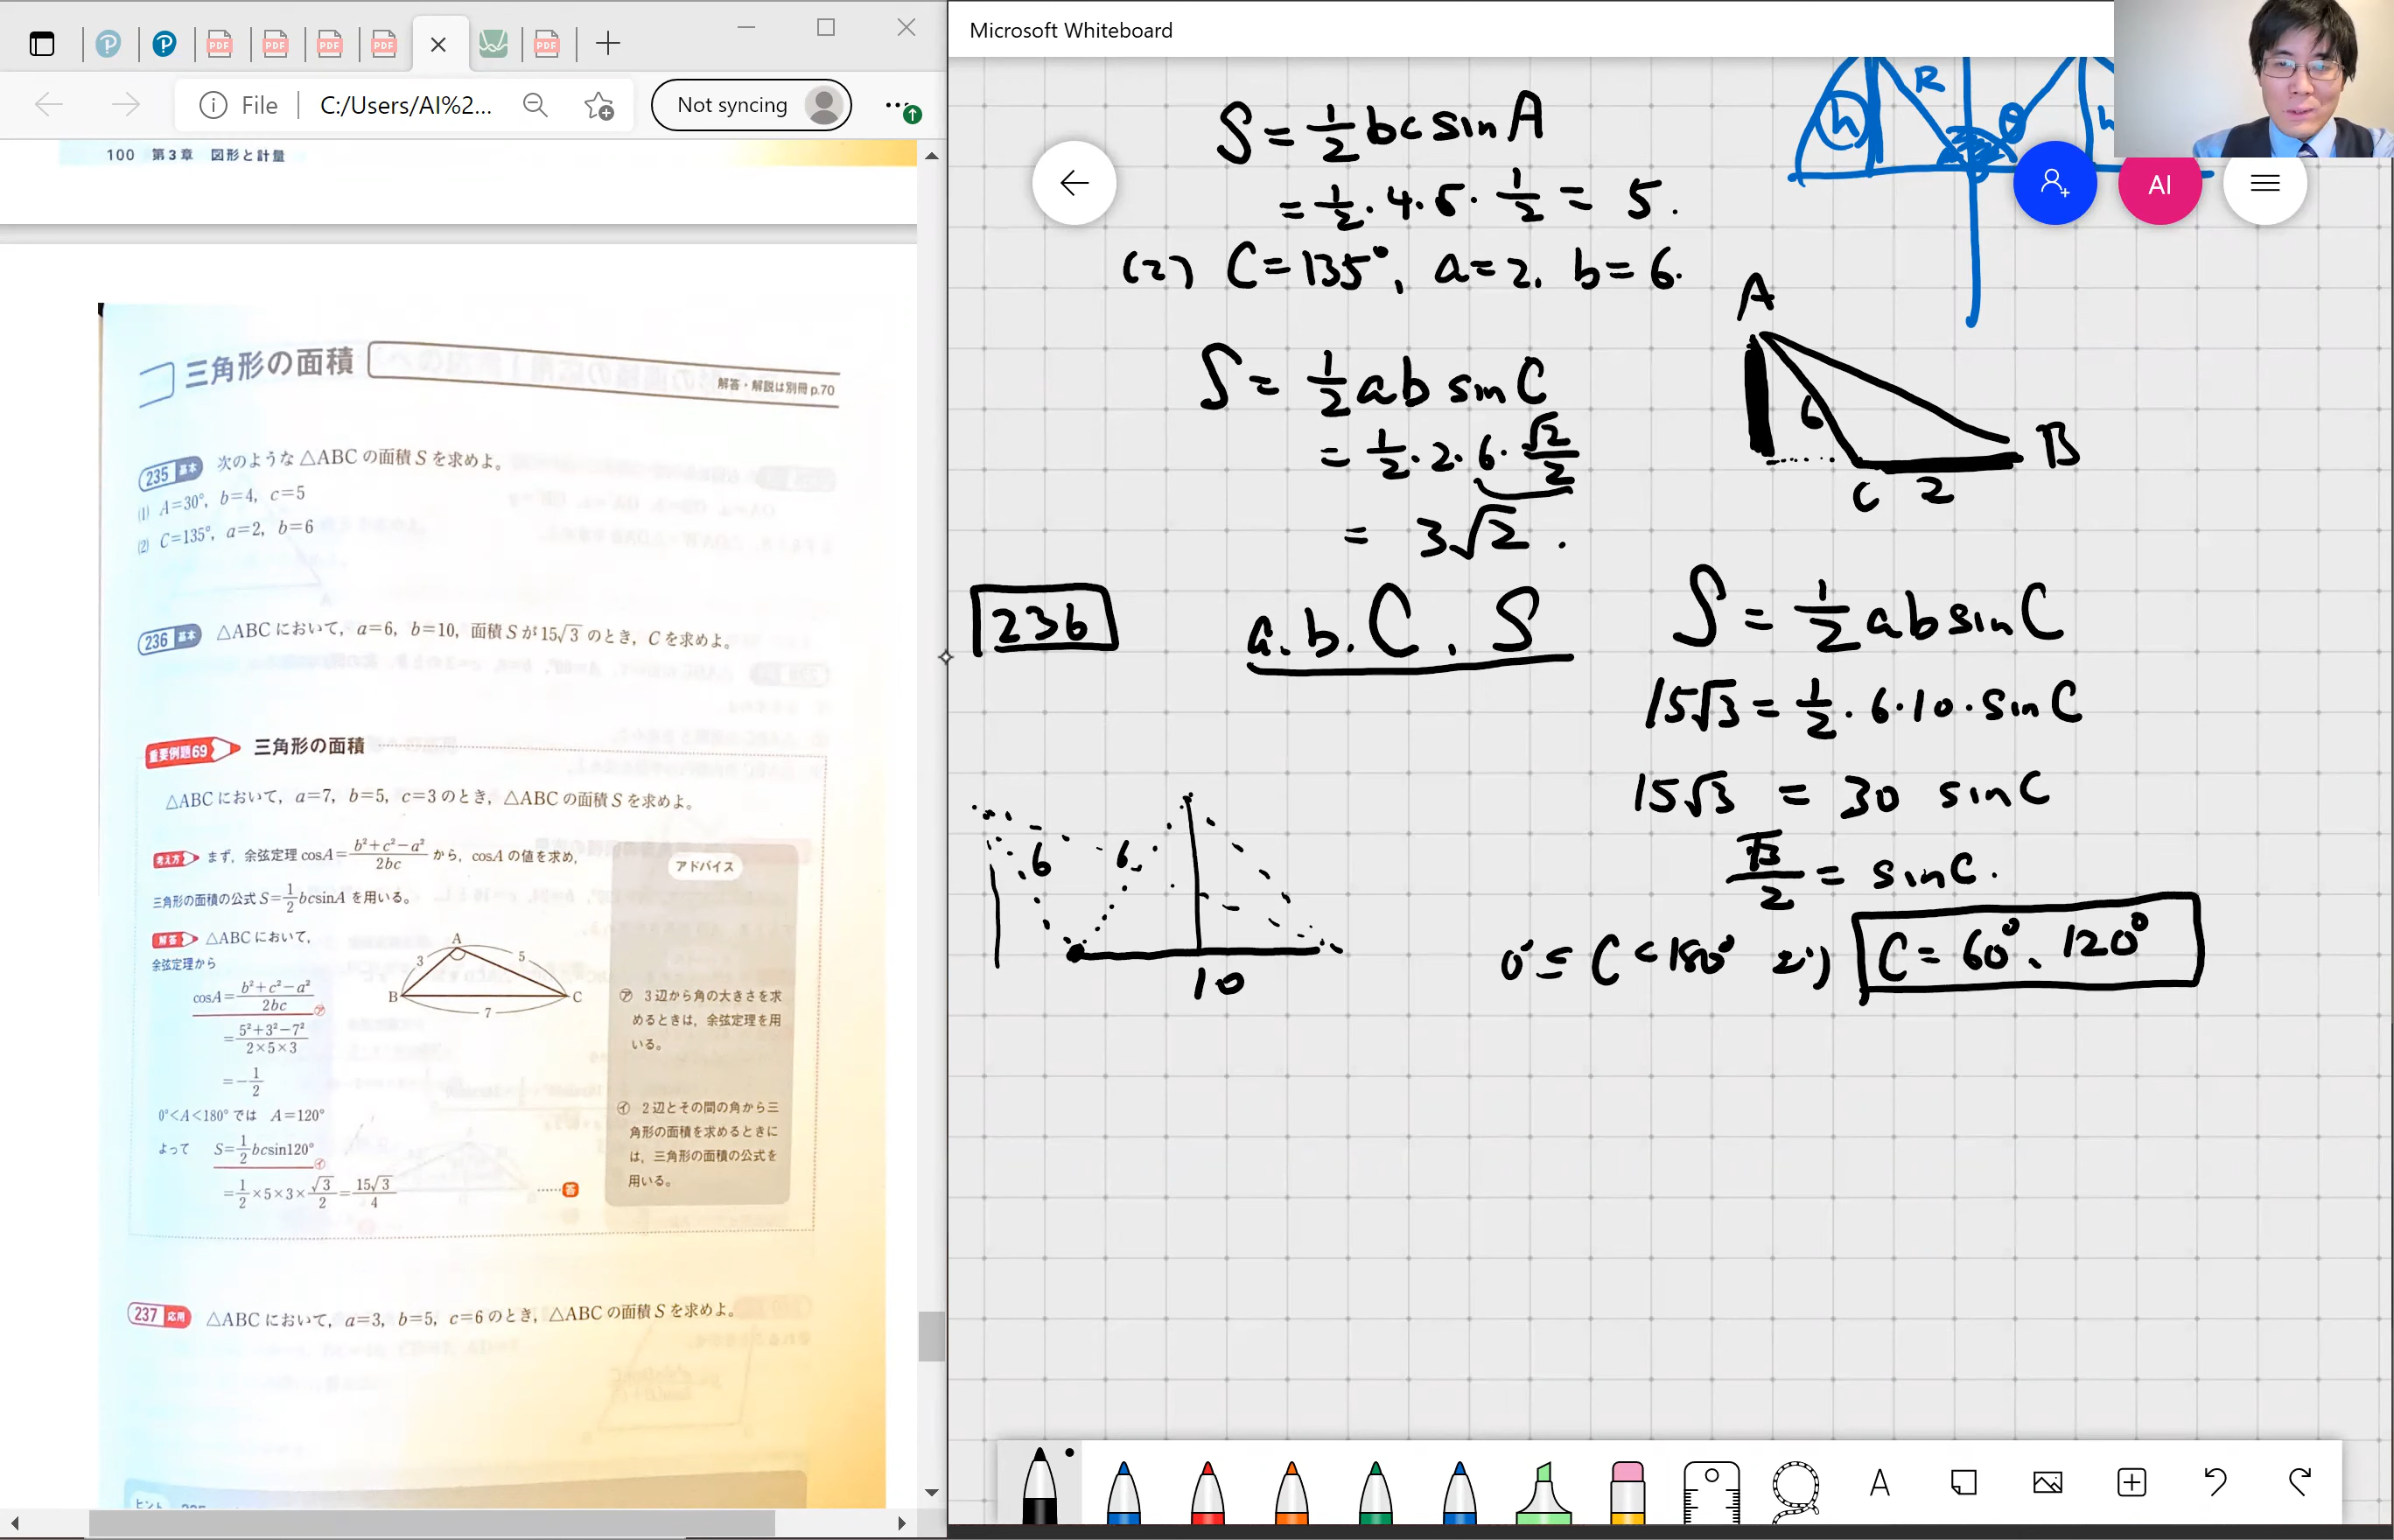 Microsoft Whiteboard
File
C:/Users/AI%2...
Not syncing
AI
100 第3章 図形と計量
三角形の面積
解答・解説は別冊 p.70
235 基本 次のような △ABC の面積 S を求めよ。
(1) A=30°, b=4, c=5
(2) C=135°, a=2, b=6
236 基本 △ABC において, a=6, b=10, 面積 S が 15√3 のとき, C を求めよ。
重要例題69 三角形の面積
△ABC において, a=7, b=5, c=3 のとき, △ABC の面積 S を求めよ。
考え方 まず, 余弦定理 cosA=(b²+c²−a²)/2bc から, cosA の値を求め,
三角形の面積の公式 S=1/2 bcsinA を用いる。
解答 △ABC において,
余弦定理から
cosA=(b²+c²−a²)/2bc ㋐
=(5²+3²−7²)/(2×5×3)
=−1/2
0°<A<180° では A=120°
よって S=1/2 bcsin120° ㋑
=1/2×5×3×√3/2=15√3/4 ……答
A
3
5
B
C
7
アドバイス
㋐ 3辺から角の大きさを求
めるときは, 余弦定理を用
いる。
㋑ 2辺とその間の角から三
角形の面積を求めるときに
は, 三角形の面積の公式を
用いる。
237 応用 △ABC において, a=3, b=5, c=6 のとき, △ABC の面積 S を求めよ。
ヒント
S = 1/2 bc sin A
= 1/2・4・5・1/2 = 5.
(2) C=135°, a=2, b=6.
S = 1/2 ab sin C
= 1/2・2・6・√2/2
= 3√2.
h
R
θ
h
A
6
B
C
2
236
a. b. C. S
S = 1/2 ab sin C
15√3 = 1/2・6・10・sin C
15√3 = 30 sin C
√3/2 = sin C.
0° ≤ C < 180° より C = 60°、120°
6
6
10
A